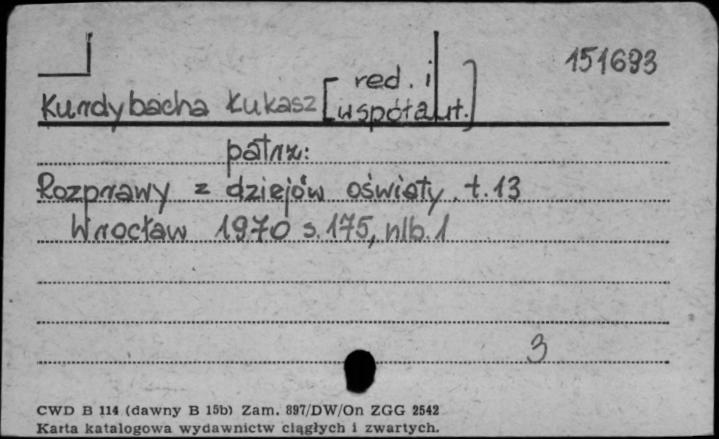 151693
Kurdybacha Łukasz [red. i współaut.]
patrz:
Rozprawy z dziejów oświaty. t.13
Wrocław 1970 s.175, nlb.1
3
CWD B 114 (dawny B 15b) Zam. 897/DW/On ZGG 2542
Karta katalogowa wydawnictw ciągłych i zwartych.